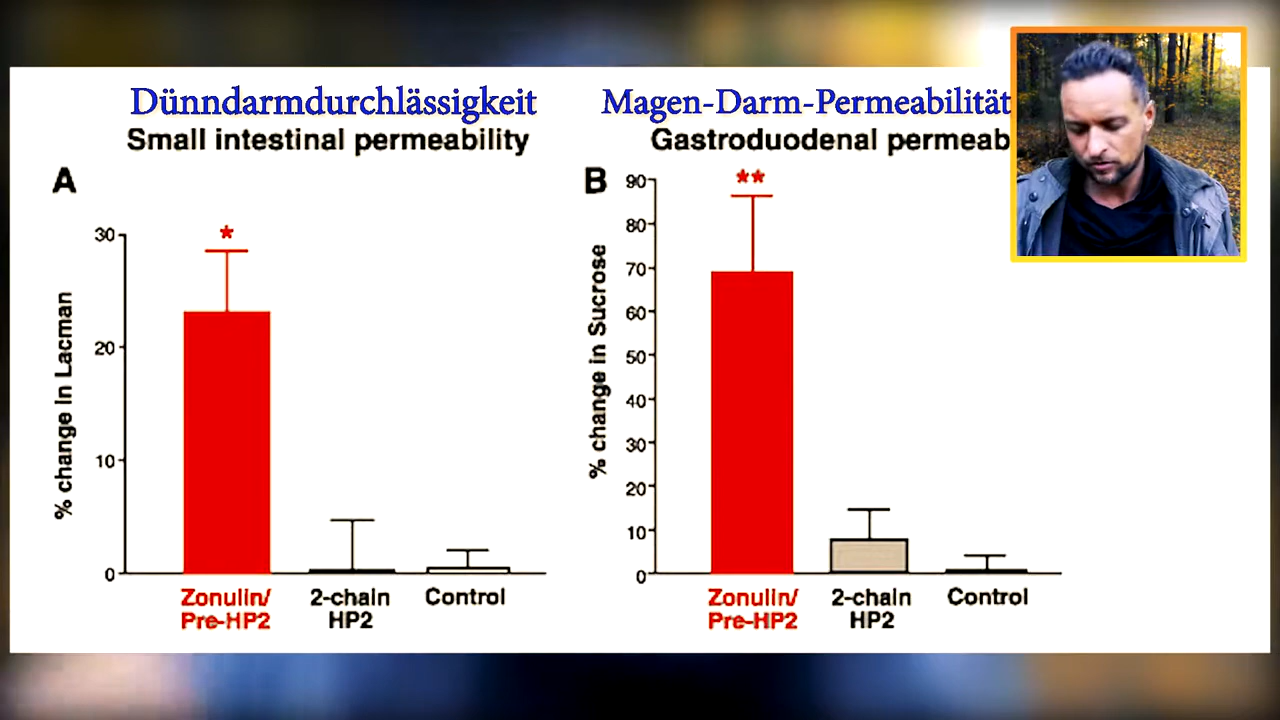 Dünndarmdurchlässigkeit
Small intestinal permeability
A
30
20
10
0
% change in Lacman
*
Zonulin/
Pre-HP2
2-chain
HP2
Control
Magen-Darm-Permeabilität
Gastroduodenal permeab
B
90
80
70
60
50
40
30
20
10
0
% change in Sucrose
**
Zonulin/
Pre-HP2
2-chain
HP2
Control